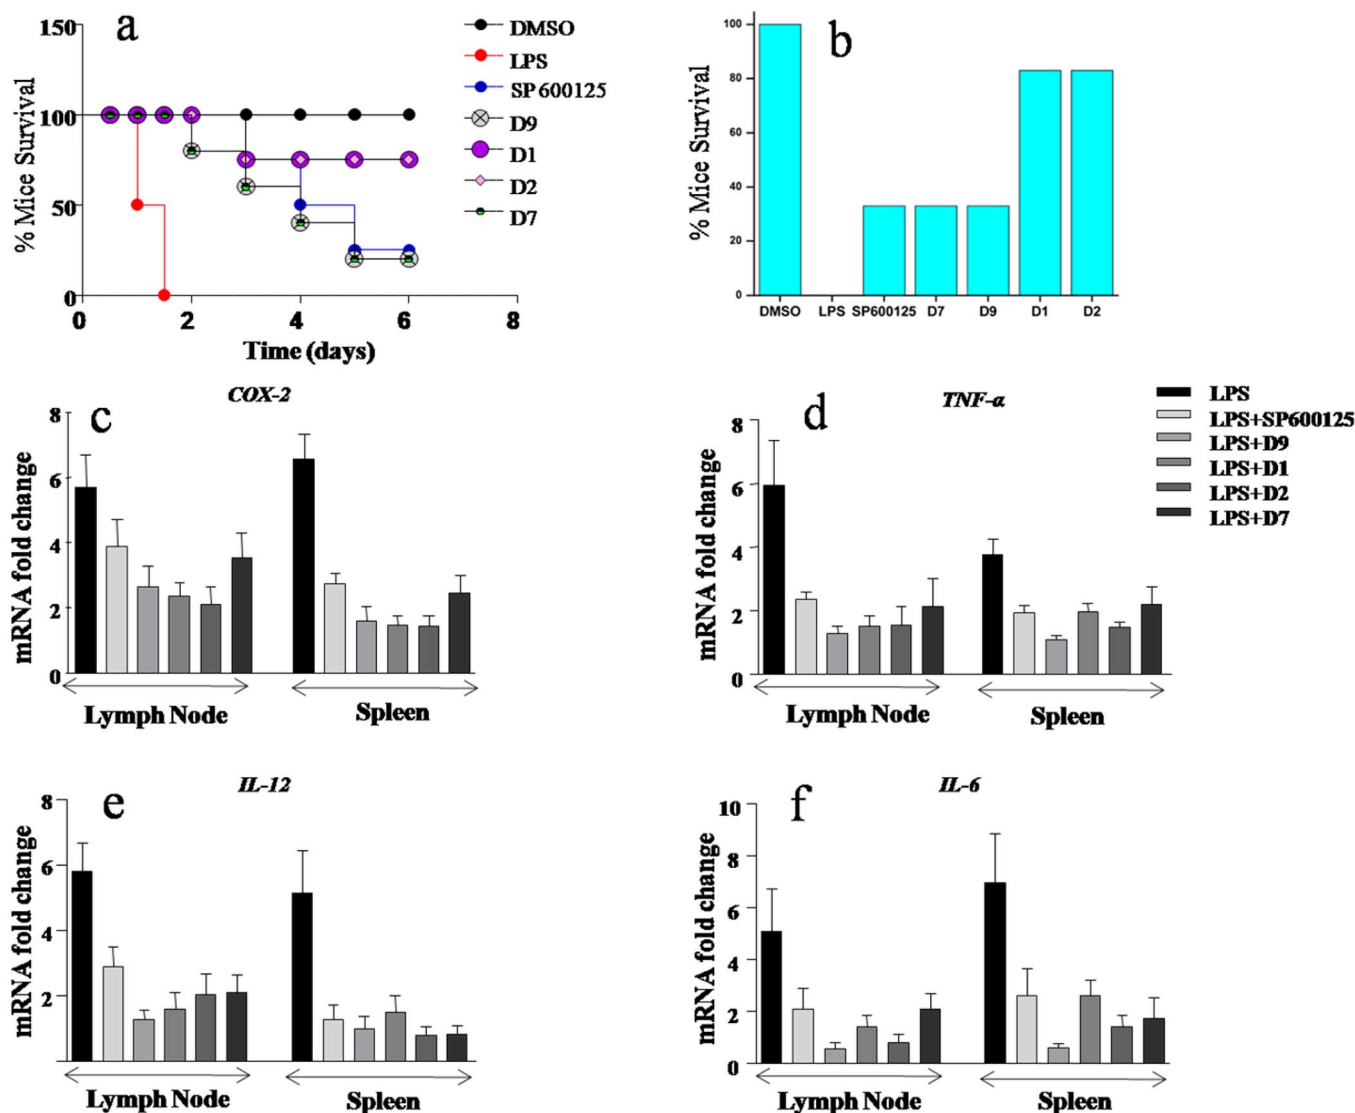 a
150
100
50
0
% Mice Survival
0 2 4 6 8
Time (days)
DMSO
LPS
SP 600125
D9
D1
D2
D7
b
100
80
60
40
20
0
% Mice Survival
DMSO LPS SP600125 D7 D9 D1 D2
COX-2
c
8
6
4
2
0
mRNA fold change
Lymph Node Spleen
TNF-α
d
8
6
4
2
0
mRNA fold change
Lymph Node Spleen
LPS
LPS+SP600125
LPS+D9
LPS+D1
LPS+D2
LPS+D7
IL-12
e
8
6
4
2
mRNA fold change
Lymph Node Spleen
IL-6
f
10
8
6
4
2
0
mRNA fold change
Lymph Node Spleen